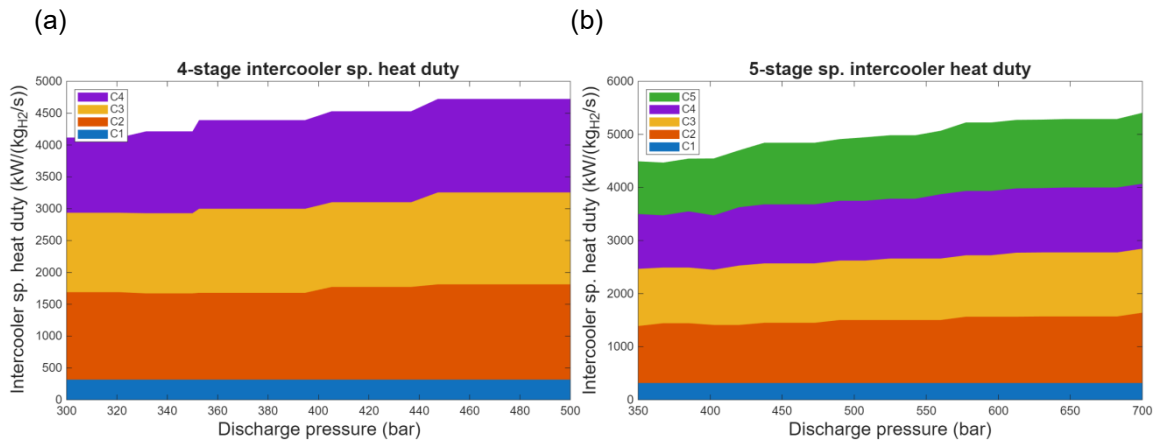 (a)
4-stage intercooler sp. heat duty
Intercooler sp. heat duty (kW/(kg_H2/s))
5000
4500
4000
3500
3000
2500
2000
1500
1000
500
0
C4
C3
C2
C1
300 320 340 360 380 400 420 440 460 480 500
Discharge pressure (bar)
(b)
5-stage sp. intercooler heat duty
Intercooler sp. heat duty (kW/(kg_H2/s))
6000
5000
4000
3000
2000
1000
0
C5
C4
C3
C2
C1
350 400 450 500 550 600 650 700
Discharge pressure (bar)